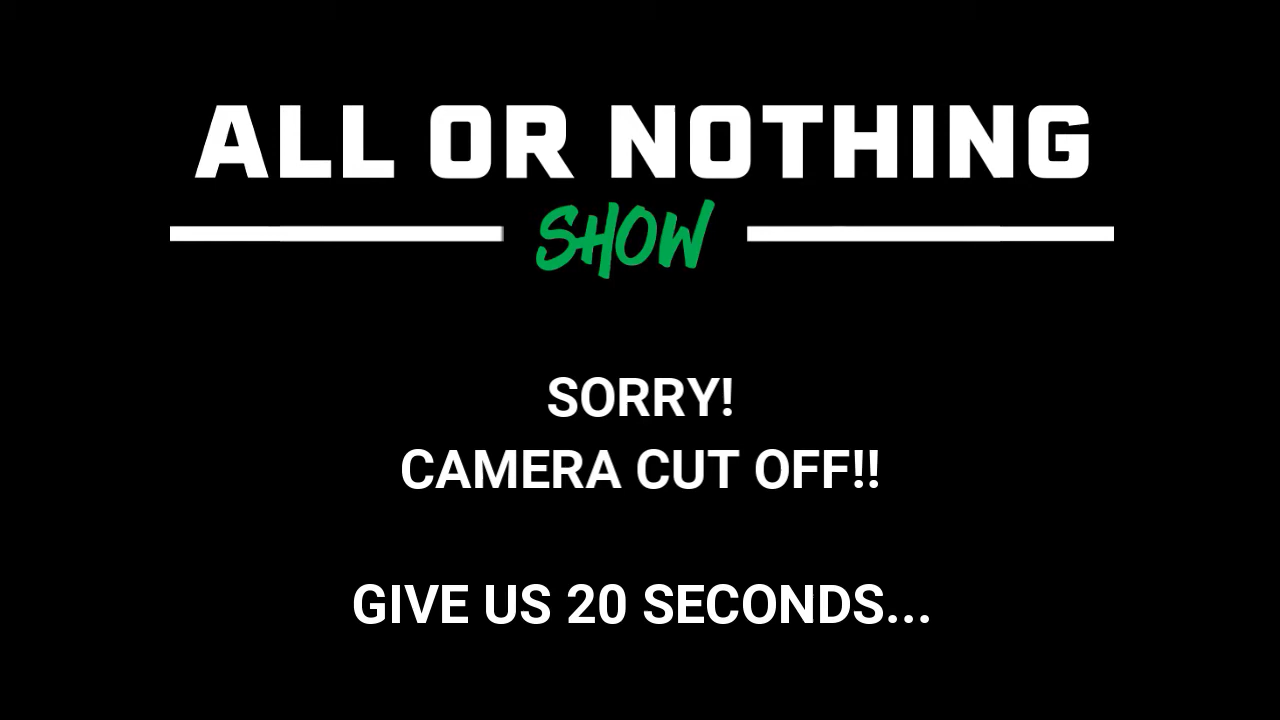 ALL OR NOTHING
SHOW
SORRY!
CAMERA CUT OFF!!
GIVE US 20 SECONDS...